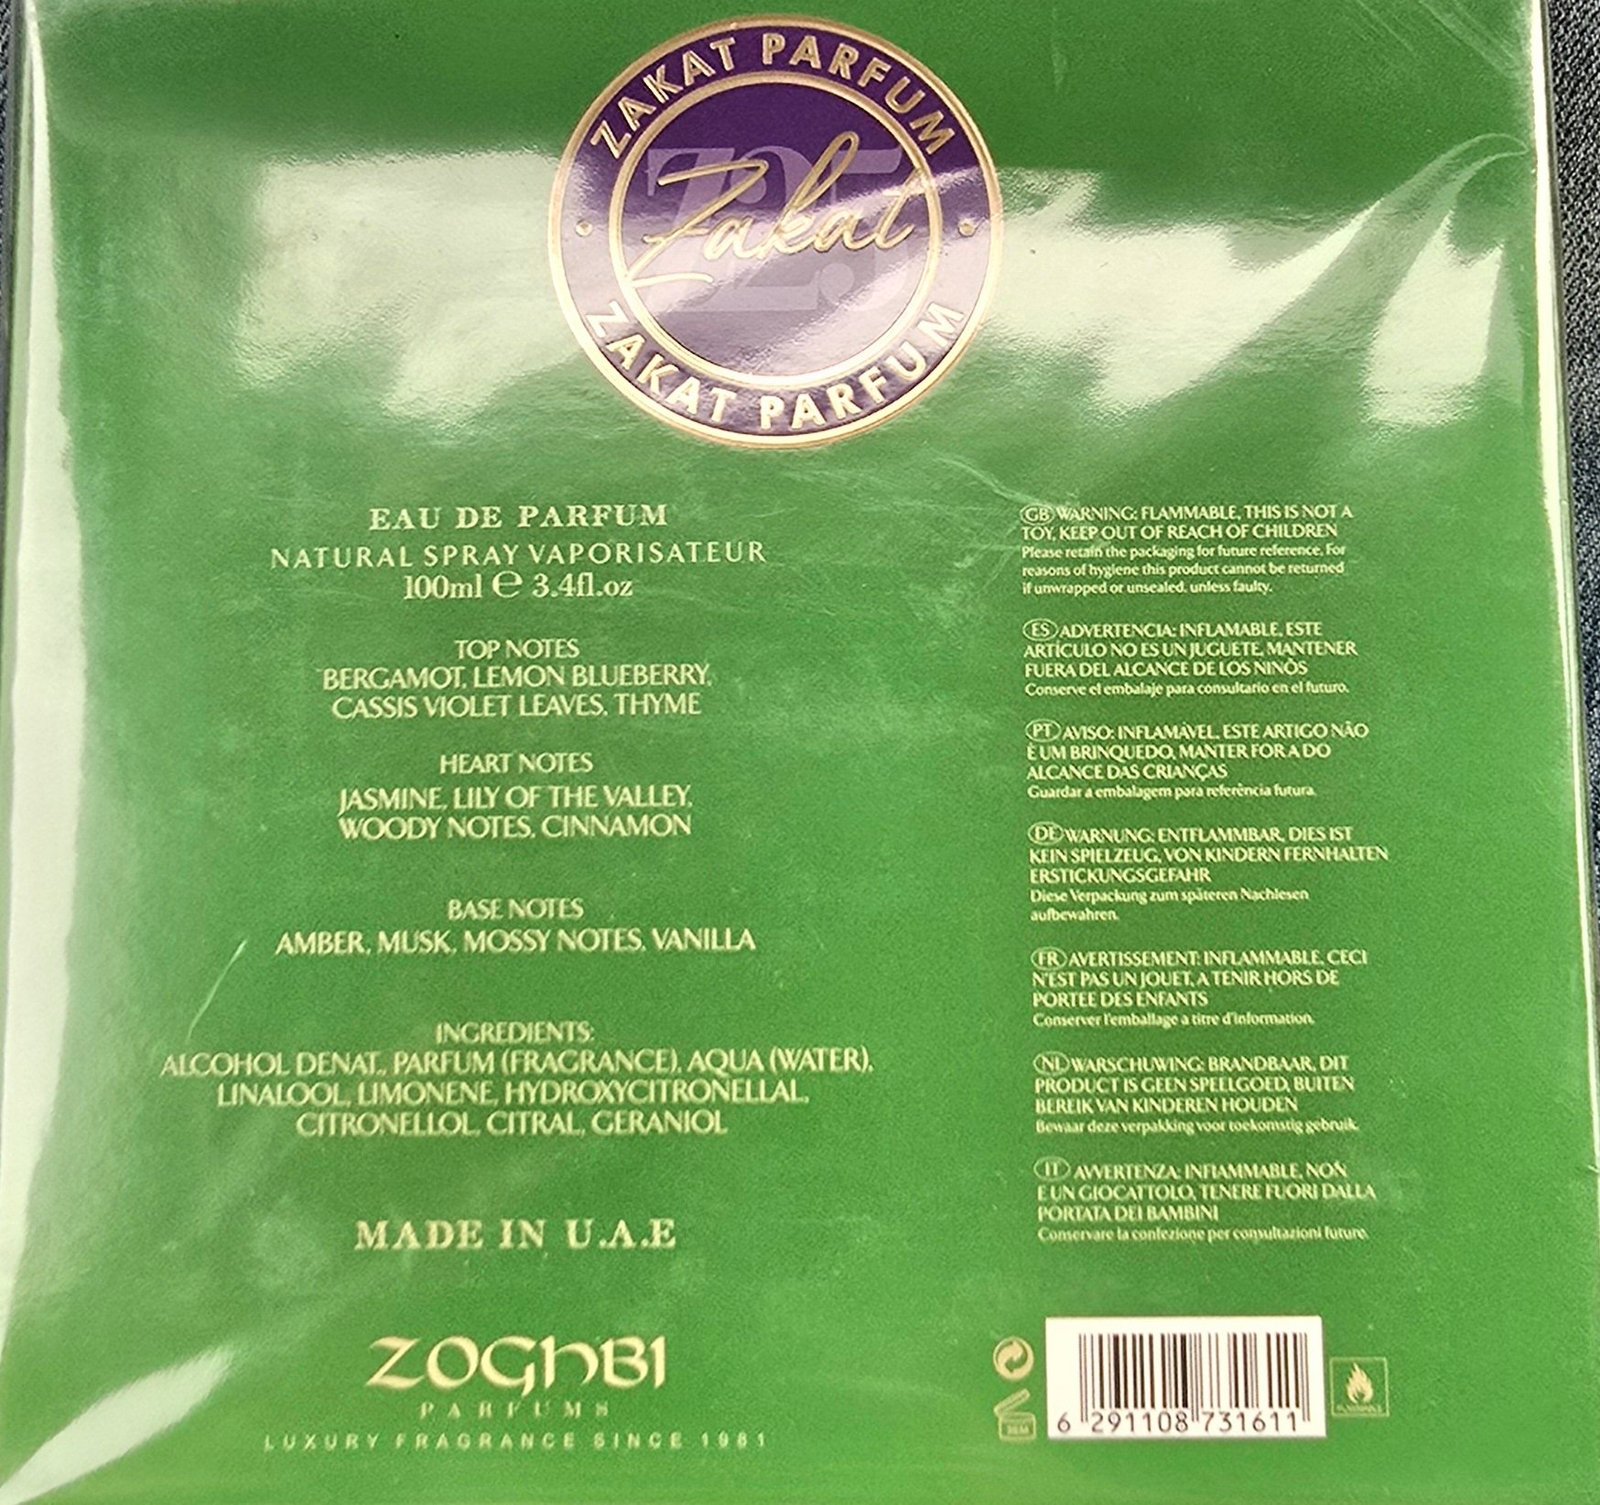 ZAKAT PARFUM
725
Zakat
ZAKAT PARFUM
EAU DE PARFUM
NATURAL SPRAY VAPORISATEUR
100ml ℮ 3.4fl.oz
TOP NOTES
BERGAMOT, LEMON BLUEBERRY,
CASSIS VIOLET LEAVES, THYME
HEART NOTES
JASMINE, LILY OF THE VALLEY,
WOODY NOTES, CINNAMON
BASE NOTES
AMBER, MUSK, MOSSY NOTES, VANILLA
INGREDIENTS:
ALCOHOL DENAT., PARFUM (FRAGRANCE), AQUA (WATER),
LINALOOL, LIMONENE, HYDROXYCITRONELLAL,
CITRONELLOL, CITRAL, GERANIOL
MADE IN U.A.E
ZOGHBI
PARFUMS
LUXURY FRAGRANCE SINCE 1981
GB WARNING: FLAMMABLE, THIS IS NOT A
TOY, KEEP OUT OF REACH OF CHILDREN
Please retain the packaging for future reference, For
reasons of hygiene this product cannot be returned
if unwrapped or unsealed, unless faulty.
ES ADVERTENCIA: INFLAMABLE, ESTE
ARTÍCULO NO ES UN JUGUETE, MANTENER
FUERA DEL ALCANCE DE LOS NINÒS
Conserve el embalaje para consultario en el futuro.
PT AVISO: INFLAMÁVEL, ESTE ARTIGO NÃO
È UM BRINQUEDO, MANTER FOR A DO
ALCANCE DAS CRIANÇAS
Guardar a embalagem para referência futura.
DE WARNUNG: ENTFLAMMBAR, DIES IST
KEIN SPIELZEUG, VON KINDERN FERNHALTEN
ERSTICKUNGSGEFAHR
Diese Verpackung zum späteren Nachlesen
aufbewahren.
FR AVERTISSEMENT: INFLAMMABLE, CECI
N'EST PAS UN JOUET, A TENIR HORS DE
PORTEE DES ENFANTS
Conserver l'emballage a titre d'information.
NL WARSCHUWING: BRANDBAAR, DIT
PRODUCT IS GEEN SPEELGOED, BUITEN
BEREIK VAN KINDEREN HOUDEN
Bewaar deze verpakking voor toekomstig gebruik.
IT AVVERTENZA: INFIAMMABLE, NON
E UN GIOCATTOLO, TENERE FUORI DALLA
PORTATA DEI BAMBINI
Conservare la confezione per consultazioni future.
6 291108 731611